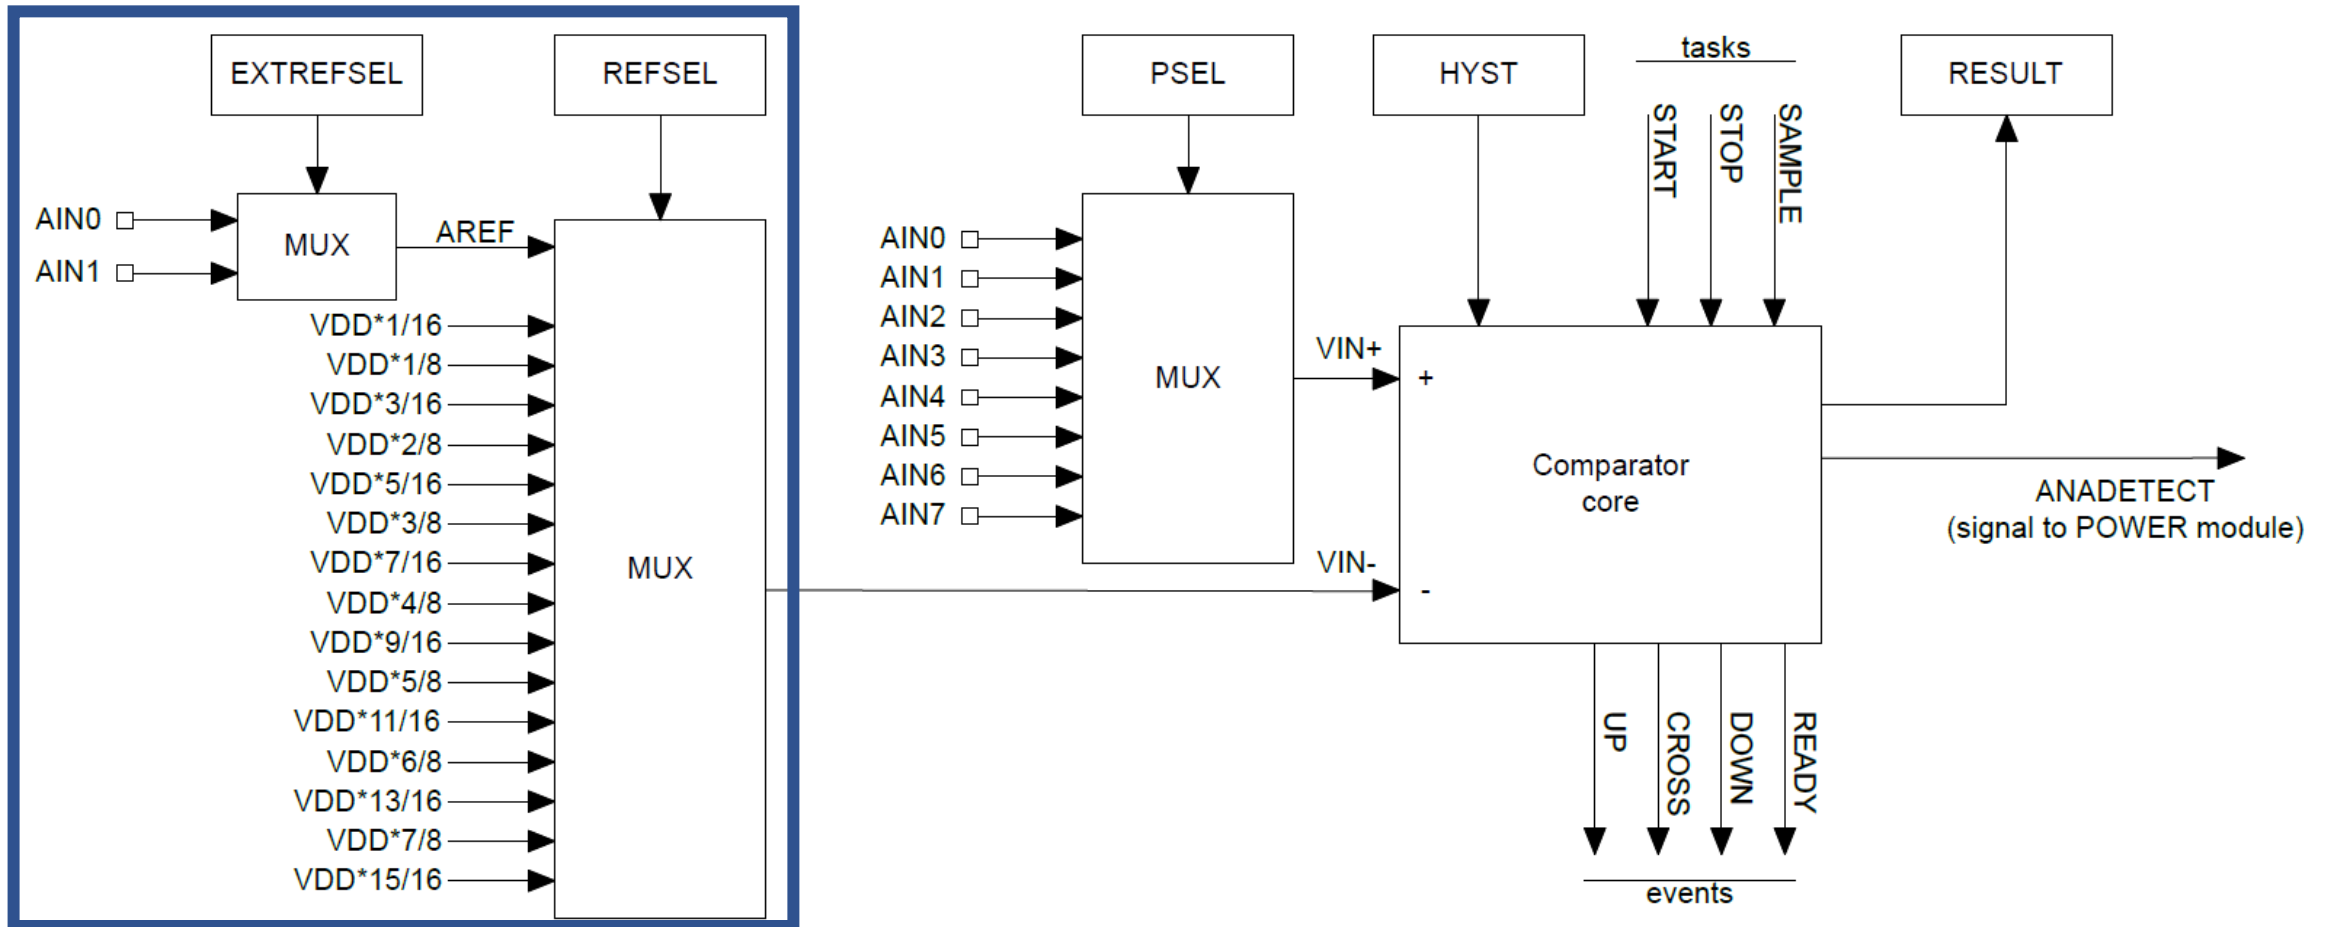 EXTREFSEL
REFSEL
PSEL
HYST
tasks
RESULT
START
STOP
SAMPLE
AIN0
AIN1
MUX
AREF
VDD*1/16
VDD*1/8
VDD*3/16
VDD*2/8
VDD*5/16
VDD*3/8
VDD*7/16
VDD*4/8
VDD*9/16
VDD*5/8
VDD*11/16
VDD*6/8
VDD*13/16
VDD*7/8
VDD*15/16
MUX
AIN0
AIN1
AIN2
AIN3
AIN4
AIN5
AIN6
AIN7
MUX
VIN+
VIN-
+
-
Comparator
core
ANADETECT
(signal to POWER module)
UP
CROSS
DOWN
READY
events